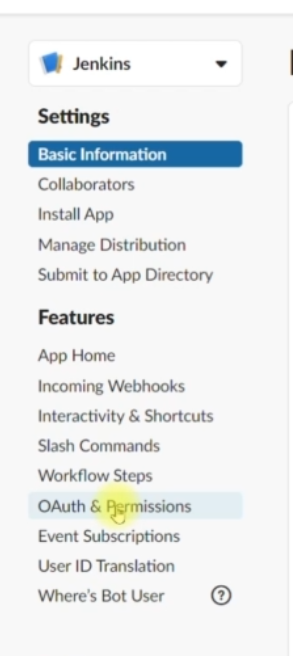 Jenkins
Settings
Basic Information
Collaborators
Install App
Manage Distribution
Submit to App Directory
Features
App Home
Incoming Webhooks
Interactivity & Shortcuts
Slash Commands
Workflow Steps
OAuth & Permissions
Event Subscriptions
User ID Translation
Where's Bot User ?